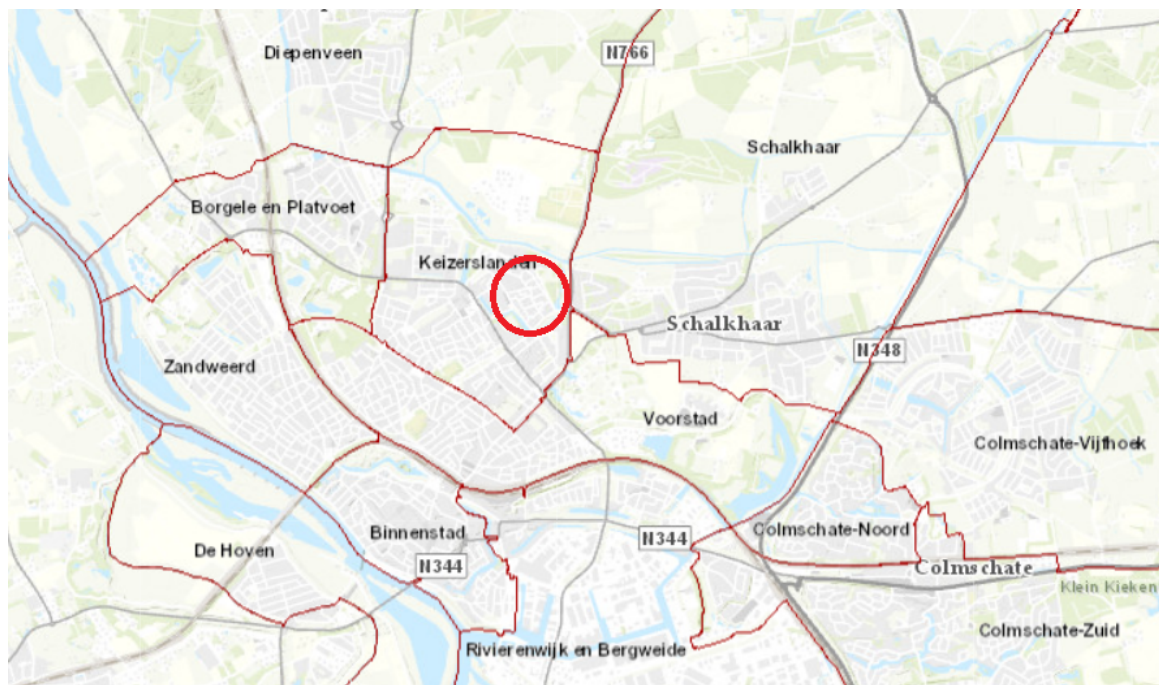 Diepenveen
N766
Schalkhaar
Borgele en Platvoet
Keizerslanden
Schalkhaar
N348
Zandweerd
Voorstad
Colmschate-Vijfhoek
Binnenstad
N344
Colmschate-Noord
De Hoven
N344
Colmschate
Klein Kieken
Colmschate-Zuid
Rivierenwijk en Bergweide